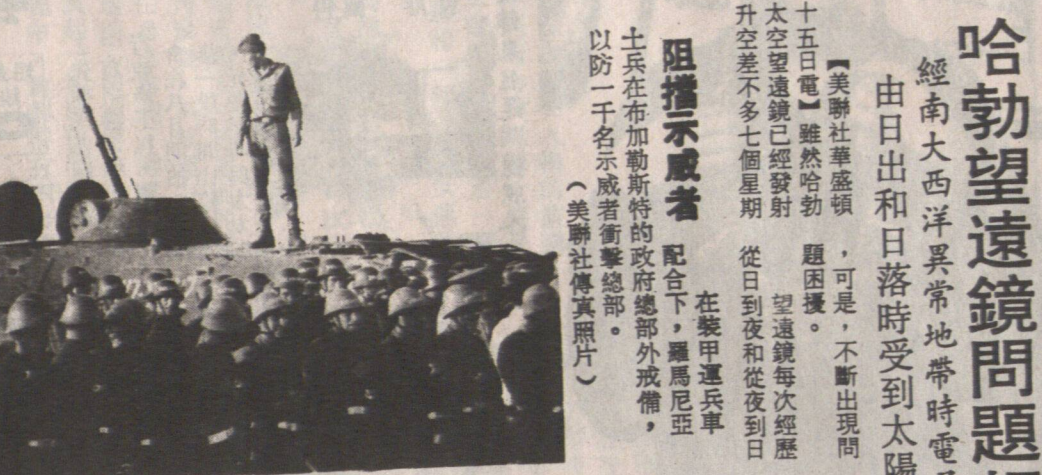 哈勃望遠鏡問題
經南大西洋異常地帶時電
由日出和日落時受到太陽
【美聯社華盛頓
十五日電】雖然哈勃
太空望遠鏡已經發射
升空差不多七個星期
，可是，不斷出現問
題困擾。
望遠鏡每次經歷
從日到夜和從夜到日
阻擋示威者
在裝甲運兵車
配合下，羅馬尼亞
士兵在布加勒斯特的政府總部外戒備，
以防一千名示威者衝擊總部。
（美聯社傳真照片）